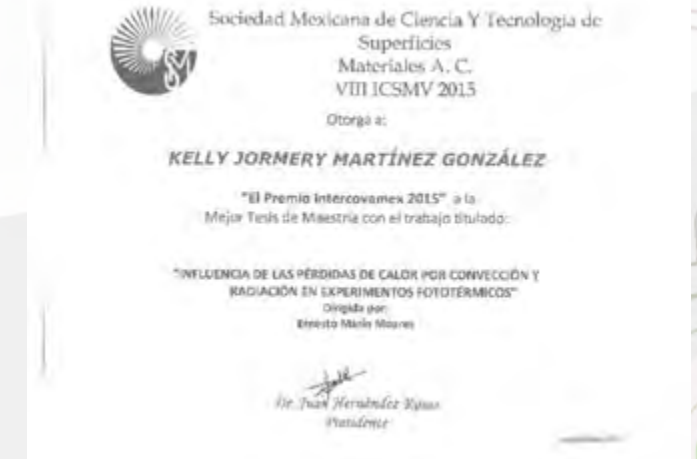 Sociedad Mexicana de Ciencia Y Tecnología de
Superficies
Materiales A. C.
VIII ICSMV 2015
Otorga a:
KELLY JORMERY MARTÍNEZ GONZÁLEZ
"El Premio Intercovamex 2015" a la
Mejor Tesis de Maestría con el trabajo titulado:
"INFLUENCIA DE LAS PÉRDIDAS DE CALOR POR CONVECCIÓN Y
RADIACIÓN EN EXPERIMENTOS FOTOTÉRMICOS"
Dirigida por:
Ernesto Marín
Dr. Juan Hernández
Presidente